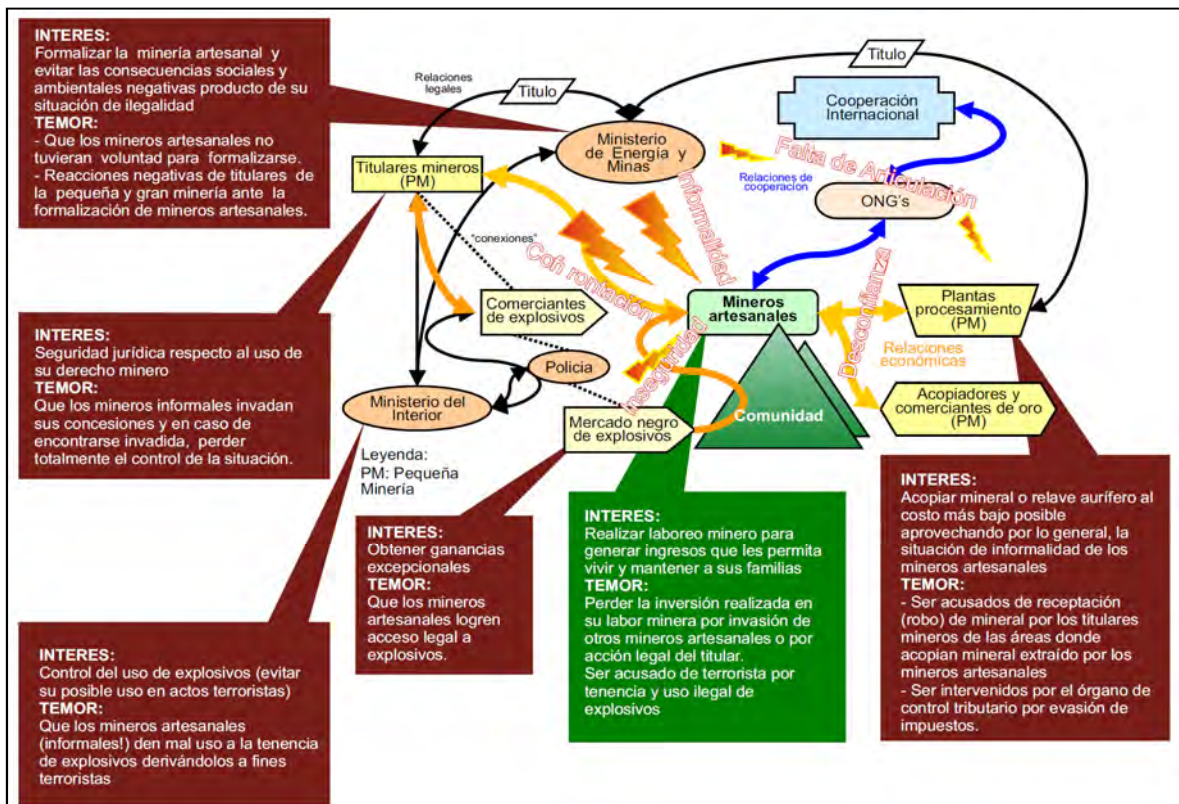 INTERES:
Formalizar la minería artesanal y
evitar las consecuencias sociales y
ambientales negativas producto de su
situación de ilegalidad
TEMOR:
- Que los mineros artesanales no
tuvieran voluntad para formalizarse.
- Reacciones negativas de titulares de
la pequeña y gran minería ante la
formalización de mineros artesanales.
Relaciones
legales
Titulo
Titulo
Cooperación
Internacional
Ministerio
de Energía y
Minas
Titulares mineros
(PM)
Informalidad
Falta de Articulación
Relaciones de
cooperacion
ONG's
"conexiones"
Confrontación
Desconfianza
Comerciantes
de explosivos
Mineros
artesanales
Plantas
procesamiento
(PM)
Relaciones
económicas
Inseguridad
Policia
Ministerio del
Interior
Mercado negro
de explosivos
Comunidad
Acopiadores y
comerciantes de oro
(PM)
Leyenda:
PM: Pequeña
Minería
INTERES:
Seguridad jurídica respecto al uso de
su derecho minero
TEMOR:
Que los mineros informales invadan
sus concesiones y en caso de
encontrarse invadida, perder
totalmente el control de la situación.
INTERES:
Control del uso de explosivos (evitar
su posible uso en actos terroristas)
TEMOR:
Que los mineros artesanales
(informales!) den mal uso a la tenencia
de explosivos derivándolos a fines
terroristas
INTERES:
Obtener ganancias
excepcionales
TEMOR:
Que los mineros
artesanales logren
acceso legal a
explosivos.
INTERES:
Realizar laboreo minero para
generar ingresos que les permita
vivir y mantener a sus familias
TEMOR:
Perder la inversión realizada en
su labor minera por invasión de
otros mineros artesanales o por
acción legal del titular.
Ser acusado de terrorista por
tenencia y uso ilegal de
explosivos
INTERES:
Acopiar mineral o relave aurífero al
costo más bajo posible
aprovechando por lo general, la
situación de informalidad de los
mineros artesanales
TEMOR:
- Ser acusados de receptación
(robo) de mineral por los titulares
mineros de las áreas donde
acopian mineral extraído por los
mineros artesanales
- Ser intervenidos por el órgano de
control tributario por evasión de
impuestos.